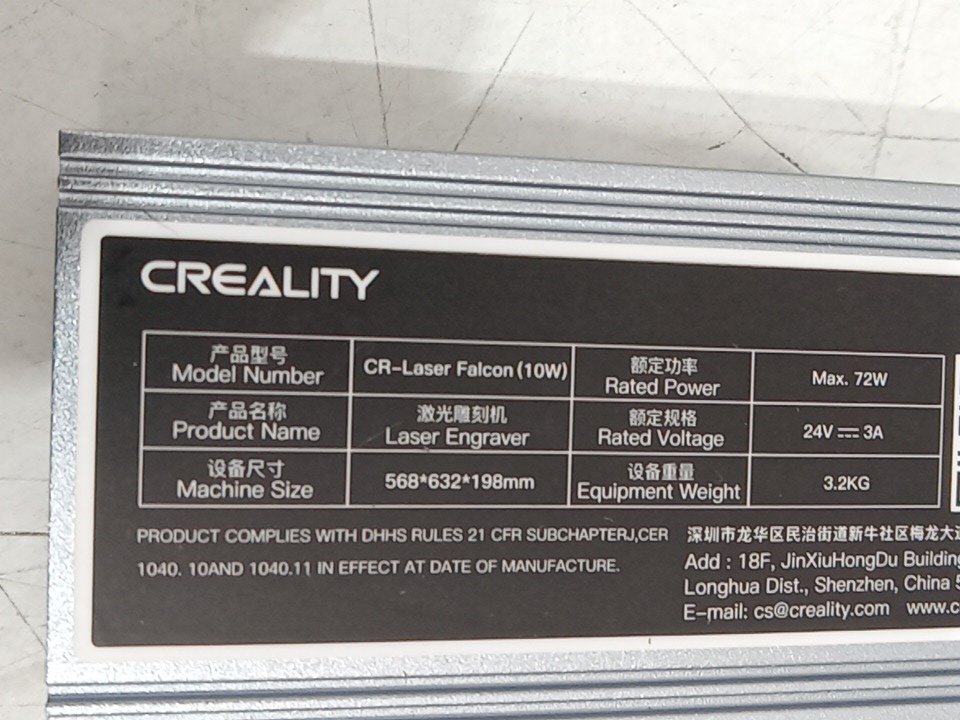 CREALITY
产品型号
Model Number
CR-Laser Falcon (10W)
额定功率
Rated Power
Max. 72W
产品名称
Product Name
激光雕刻机
Laser Engraver
额定规格
Rated Voltage
24V⎓3A
设备尺寸
Machine Size
568*632*198mm
设备重量
Equipment Weight
3.2KG
PRODUCT COMPLIES WITH DHHS RULES 21 CFR SUBCHAPTERJ,CER
1040. 10AND 1040.11 IN EFFECT AT DATE OF MANUFACTURE.
深圳市龙华区民治街道新牛社区梅龙大
Add : 18F, JinXiuHongDu Building
Longhua Dist., Shenzhen, China
E-mail: cs@creality.com www.c